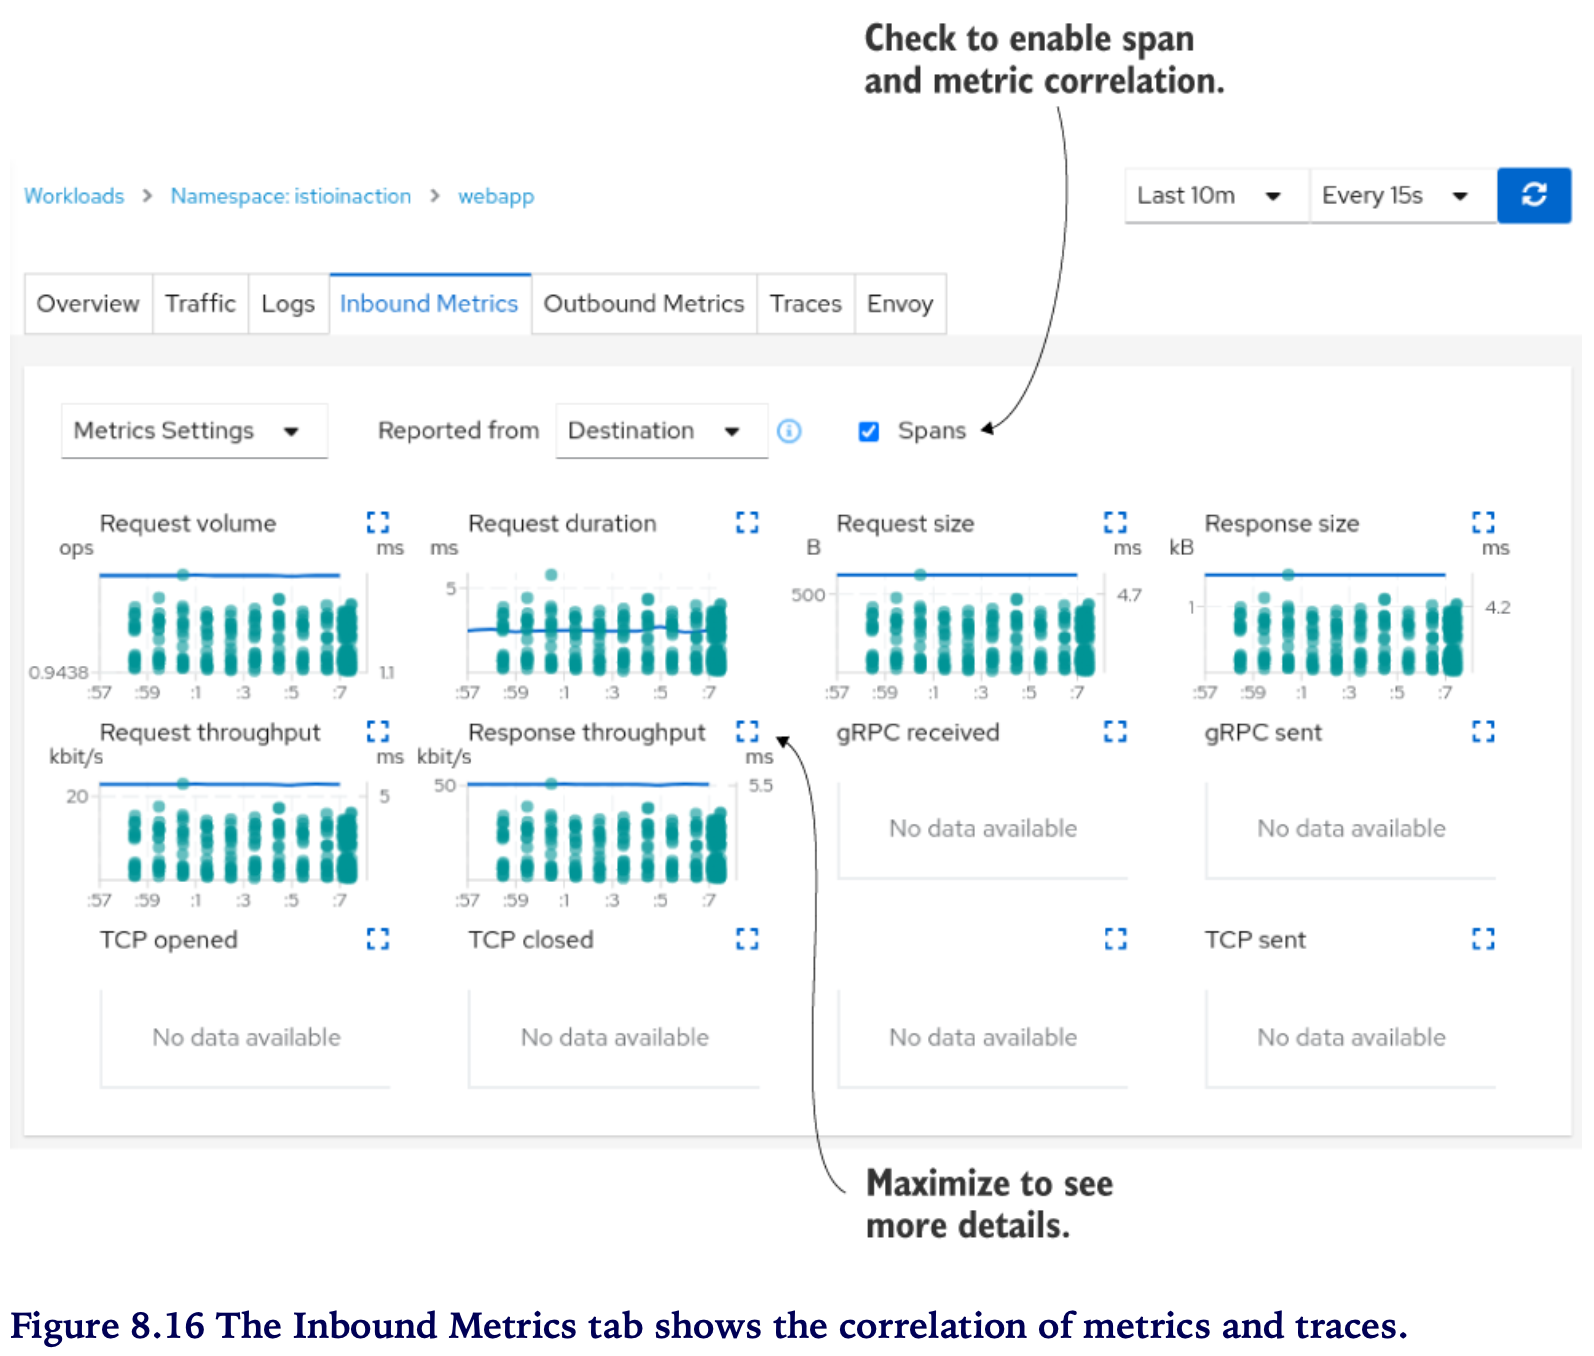 Check to enable span
and metric correlation.
Workloads > Namespace: istioinaction > webapp
Last 10m Every 15s
Overview Traffic Logs Inbound Metrics Outbound Metrics Traces Envoy
Metrics Settings Reported from Destination Spans
Request volume Request duration Request size Response size
ops ms ms B ms kB ms
5 500 4.7 1 4.2
0.9438 1.1
:57 :59 :1 :3 :5 :7 :57 :59 :1 :3 :5 :7 :57 :59 :1 :3 :5 :7 :57 :59 :1 :3 :5 :7
Request throughput Response throughput gRPC received gRPC sent
kbit/s ms kbit/s ms
20 5 50 5.5
No data available No data available
:57 :59 :1 :3 :5 :7 :57 :59 :1 :3 :5 :7
TCP opened TCP closed TCP sent
No data available No data available No data available No data available
Maximize to see
more details.
Figure 8.16 The Inbound Metrics tab shows the correlation of metrics and traces.